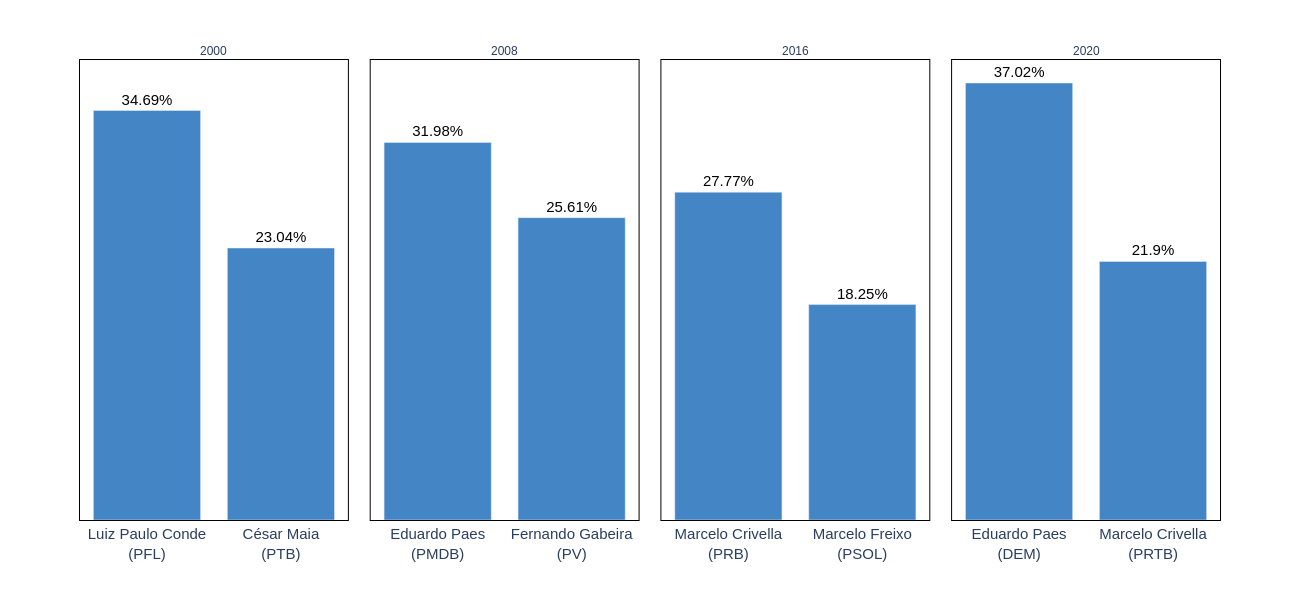 2000
34.69%
23.04%
Luiz Paulo Conde
(PFL)
César Maia
(PTB)
2008
31.98%
25.61%
Eduardo Paes
(PMDB)
Fernando Gabeira
(PV)
2016
27.77%
18.25%
Marcelo Crivella
(PRB)
Marcelo Freixo
(PSOL)
2020
37.02%
21.9%
Eduardo Paes
(DEM)
Marcelo Crivella
(PRTB)